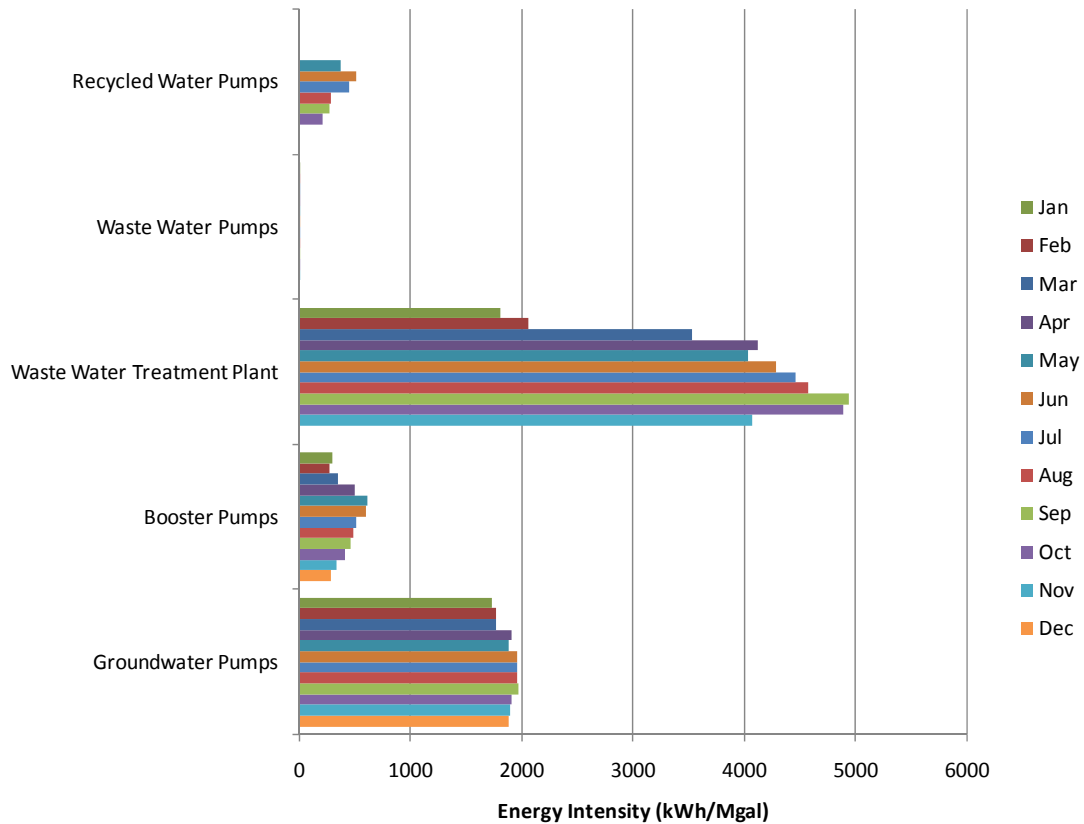 Recycled Water Pumps
Waste Water Pumps
Waste Water Treatment Plant
Booster Pumps
Groundwater Pumps
0 1000 2000 3000 4000 5000 6000
Energy Intensity (kWh/Mgal)
Jan
Feb
Mar
Apr
May
Jun
Jul
Aug
Sep
Oct
Nov
Dec